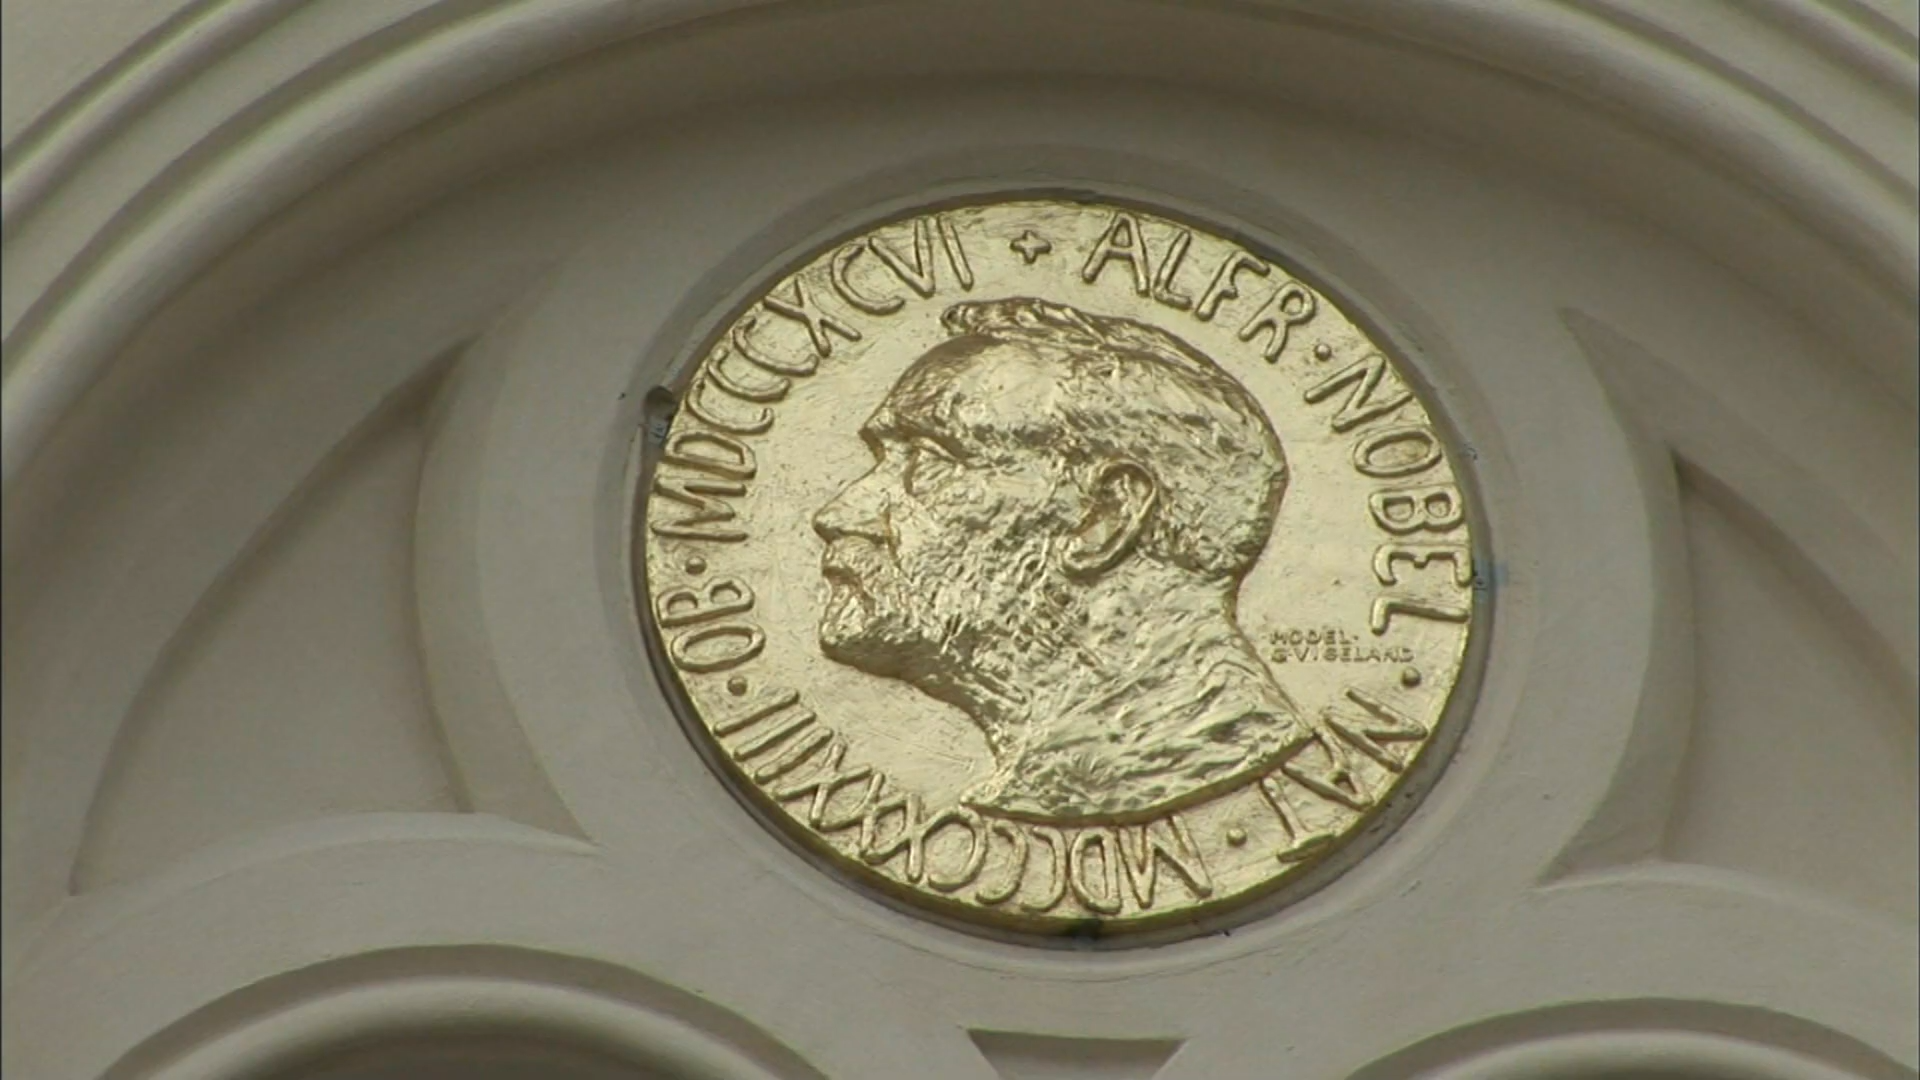 ALFR · NOBEL · NAT · MDCCCXXXIII · OB · MDCCCXCVI +
MODEL·
G·VIGELAND